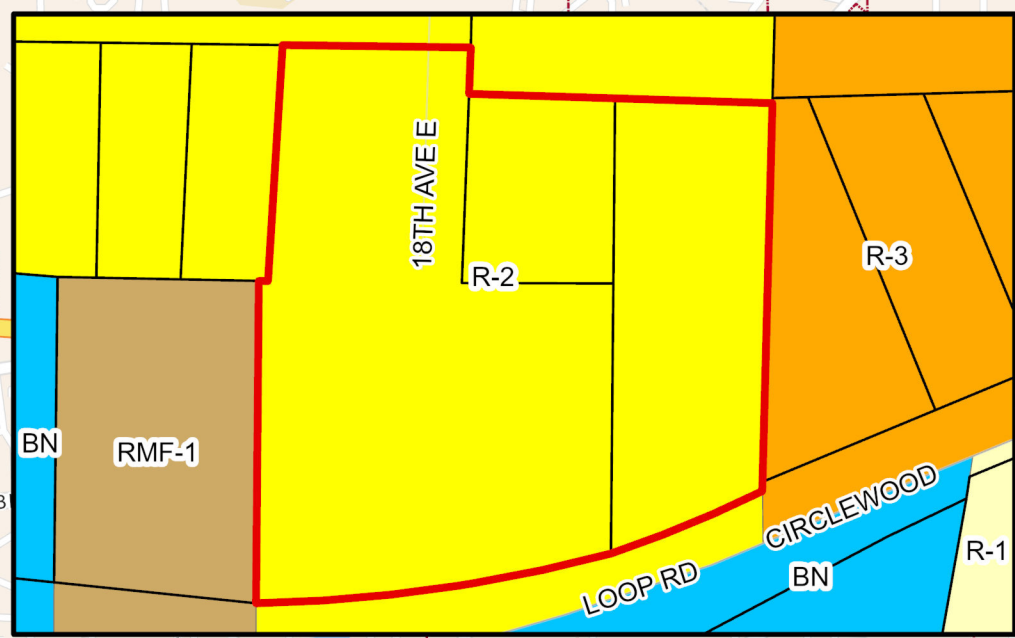 18TH AVE E
R-2
R-3
BN
RMF-1
CIRCLEWOOD
LOOP RD
BN
R-1